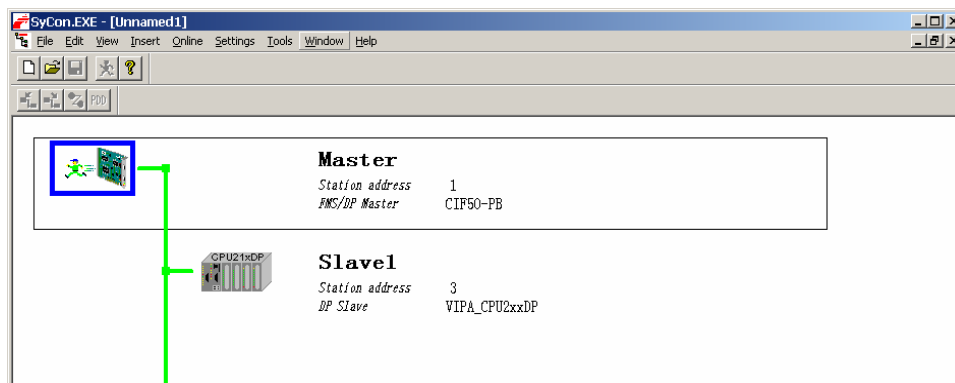 SyCon.EXE - [Unnamed1]
File Edit View Insert Online Settings Tools Window Help
PDD
Master
Station address 1
FMS/DP Master CIF50-PB
CPU21xDP
Slave1
Station address 3
DP Slave VIPA_CPU2xxDP